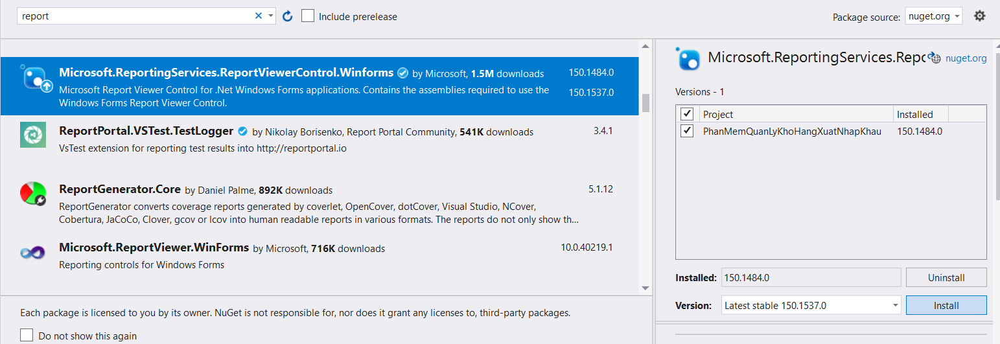 report
Include prerelease
Package source: nuget.org
Microsoft.ReportingServices.ReportViewerControl.Winforms by Microsoft, 1.5M downloads 150.1484.0
Microsoft Report Viewer Control for .Net Windows Forms applications. Contains the assemblies required to use the 150.1537.0
Windows Forms Report Viewer Control.
ReportPortal.VSTest.TestLogger by Nikolay Borisenko, Report Portal Community, 541K downloads 3.4.1
VsTest extension for reporting test results into http://reportportal.io
ReportGenerator.Core by Daniel Palme, 892K downloads 5.1.12
ReportGenerator converts coverage reports generated by coverlet, OpenCover, dotCover, Visual Studio, NCover,
Cobertura, JaCoCo, Clover, gcov or lcov into human readable reports in various formats. The reports do not only show th...
Microsoft.ReportViewer.WinForms by Microsoft, 716K downloads 10.0.40219.1
Reporting controls for Windows Forms
Each package is licensed to you by its owner. NuGet is not responsible for, nor does it grant any licenses to, third-party packages.
Do not show this again
Microsoft.ReportingServices.Repo nuget.org
Versions - 1
Project Installed
PhanMemQuanLyKhoHangXuatNhapKhau 150.1484.0
Installed: 150.1484.0 Uninstall
Version: Latest stable 150.1537.0 Install